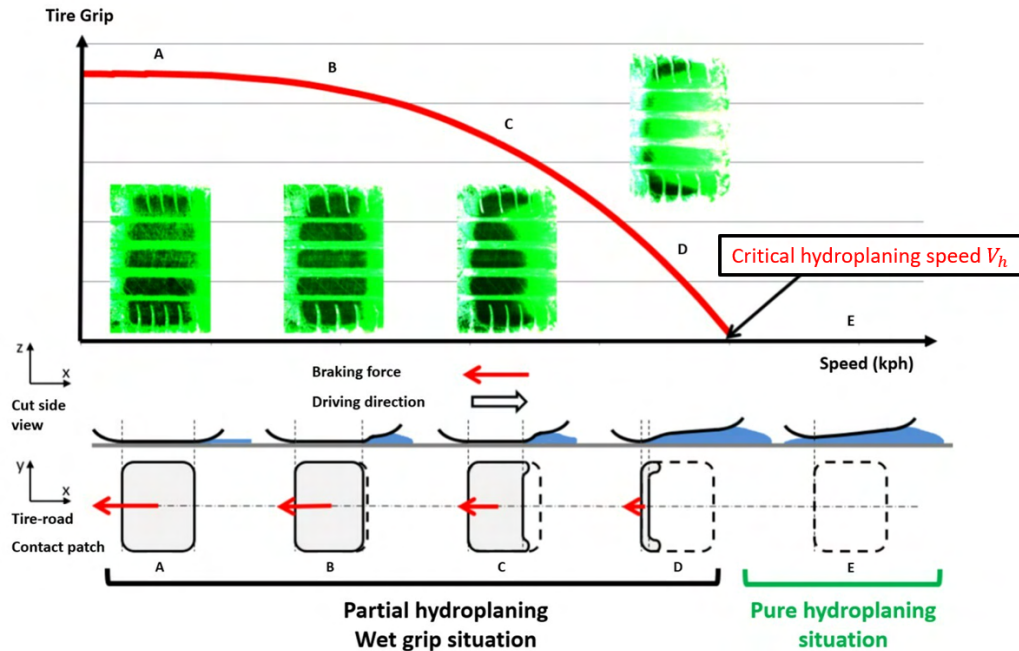 Tire Grip
A
B
C
D
Critical hydroplaning speed V_h
E
Speed (kph)
z
x
Cut side
view
Braking force
Driving direction
y
x
Tire-road
Contact patch
A
B
C
D
E
Partial hydroplaning
Wet grip situation
Pure hydroplaning
situation